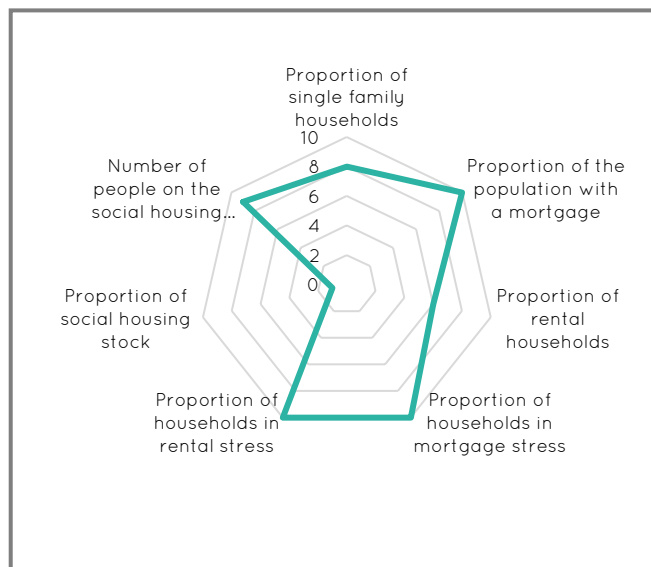 Proportion of
single family
households
10
8
6
4
2
0
Proportion of the
population with
a mortgage
Proportion of
rental
households
Proportion of
households in
mortgage stress
Proportion of
households in
rental stress
Proportion of
social housing
stock
Number of
people on the
social housing...